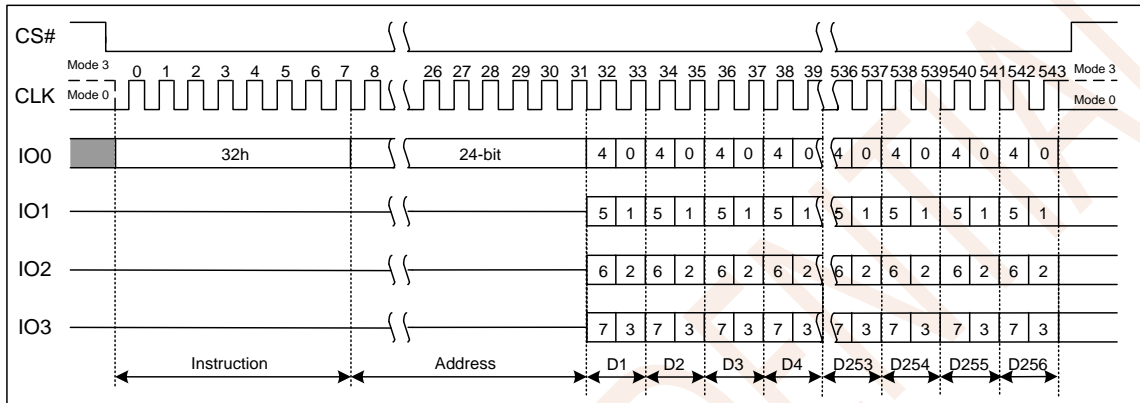 CS#
Mode 3 0 1 2 3 4 5 6 7 8 26 27 28 29 30 31 32 33 34 35 36 37 38 39 536 537 538 539 540 541 542 543 Mode 3
CLK Mode 0 Mode 0
IO0 32h 24-bit 4 0 4 0 4 0 4 0 4 0 4 0 4 0 4 0
IO1 5 1 5 1 5 1 5 1 5 1 5 1 5 1 5 1
IO2 6 2 6 2 6 2 6 2 6 2 6 2 6 2 6 2
IO3 7 3 7 3 7 3 7 3 7 3 7 3 7 3 7 3
Instruction Address D1 D2 D3 D4 D253 D254 D255 D256
ENTIAL